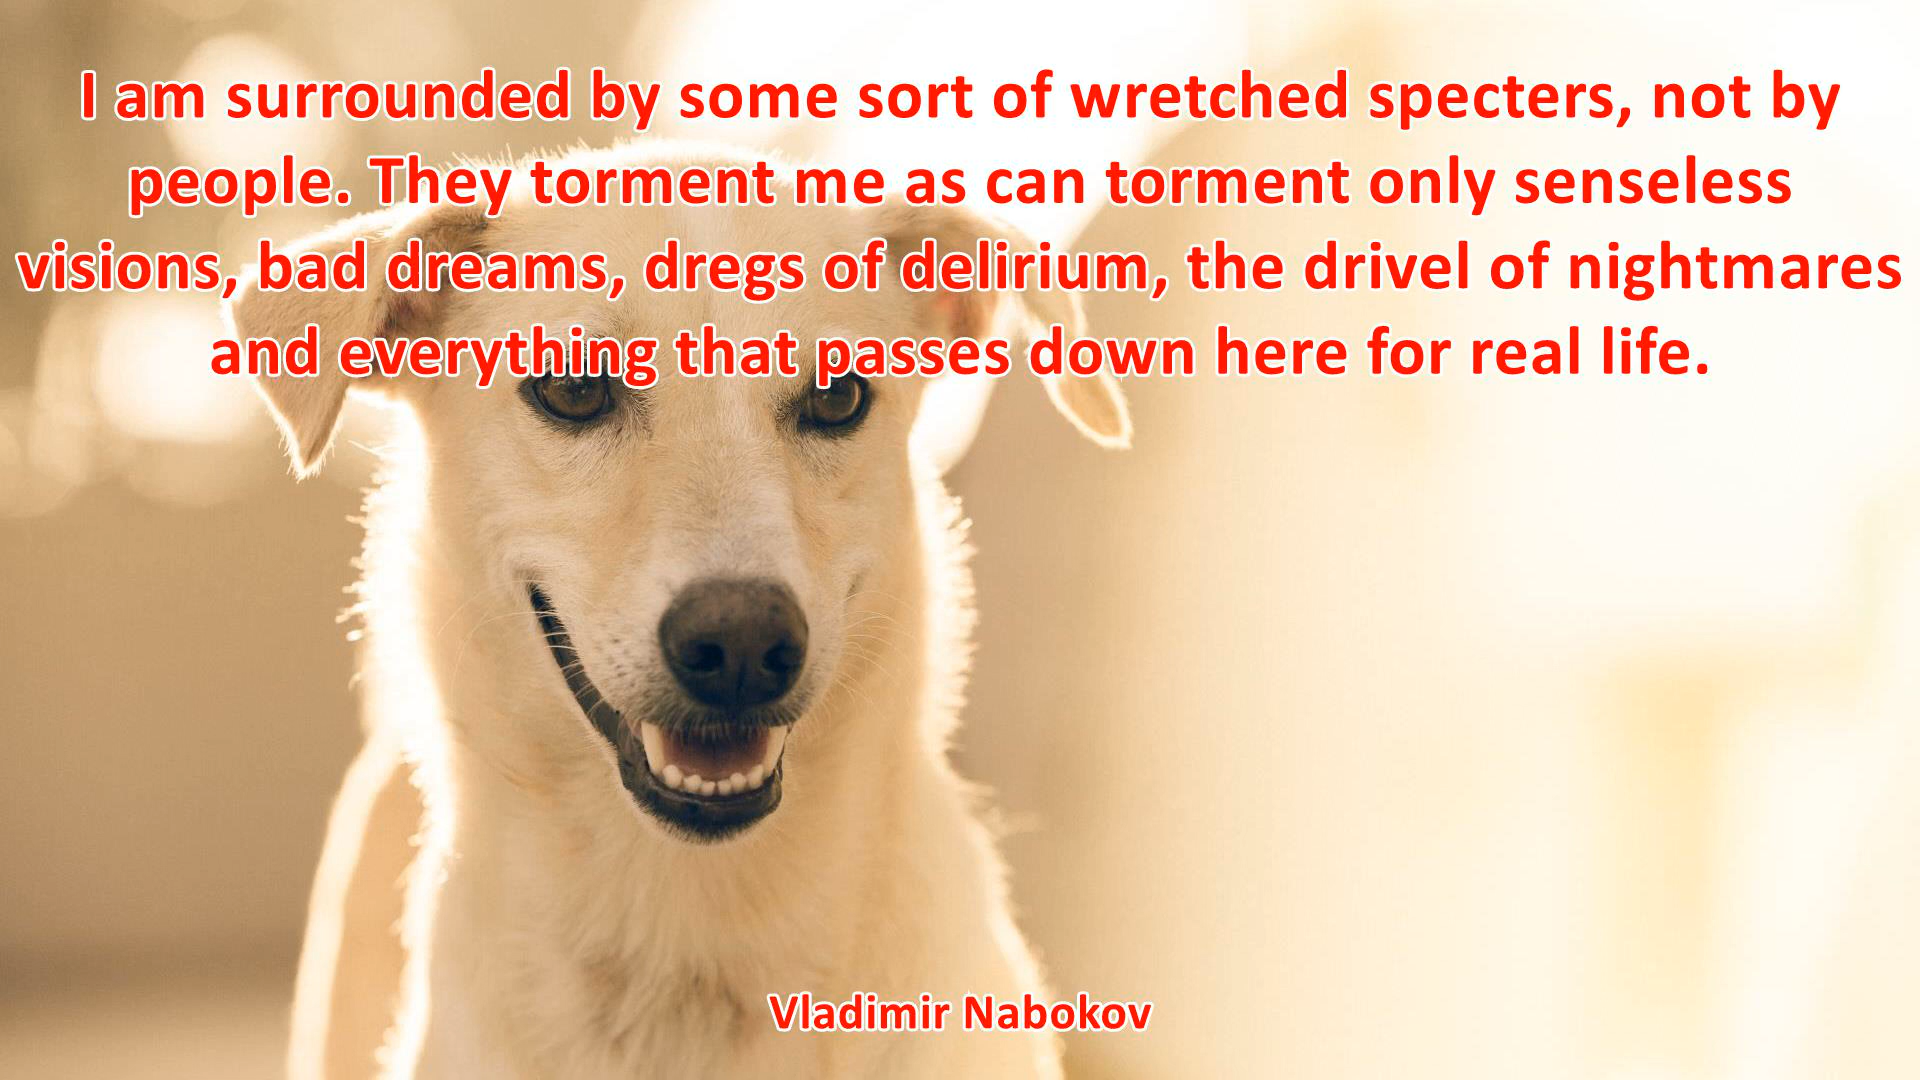 I am surrounded by some sort of wretched specters, not by
people. They torment me as can torment only senseless
visions, bad dreams, dregs of delirium, the drivel of nightmares
and everything that passes down here for real life.
Vladimir Nabokov